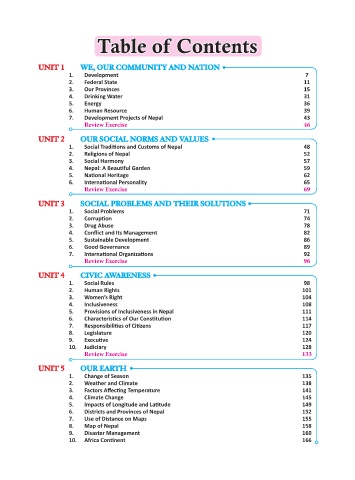 Table of Contents
UNIT 1 WE, OUR COMMUNITY AND NATION
1. Development 7
2. Federal State 11
3. Our Provinces 15
4. Drinking Water 31
5. Energy 36
6. Human Resource 39
7. Development Projects of Nepal 43
Review Exercise 46
UNIT 2 OUR SOCIAL NORMS AND VALUES
1. Social Traditions and Customs of Nepal 48
2. Religions of Nepal 52
3. Social Harmony 57
4. Nepal: A Beautiful Garden 59
5. National Heritage 62
6. International Personality 65
Review Exercise 69
UNIT 3 SOCIAL PROBLEMS AND THEIR SOLUTIONS
1. Social Problems 71
2. Corruption 74
3. Drug Abuse 78
4. Conflict and Its Management 82
5. Sustainable Development 86
6. Good Governance 89
7. International Organizations 92
Review Exercise 96
UNIT 4 CIVIC AWARENESS
1. Social Rules 98
2. Human Rights 101
3. Women's Right 104
4. Inclusiveness 108
5. Provisions of Inclusiveness in Nepal 111
6. Characteristics of Our Constitution 114
7. Responsibilities of Citizens 117
8. Legislature 120
9. Executive 124
10. Judiciary 128
Review Exercise 133
UNIT 5 OUR EARTH
1. Change of Season 135
2. Weather and Climate 138
3. Factors Affecting Temperature 141
4. Climate Change 145
5. Impacts of Longitude and Latitude 149
6. Districts and Provinces of Nepal 152
7. Use of Distance on Maps 155
8. Map of Nepal 158
9. Disaster Management 160
10. Africa Continent 166